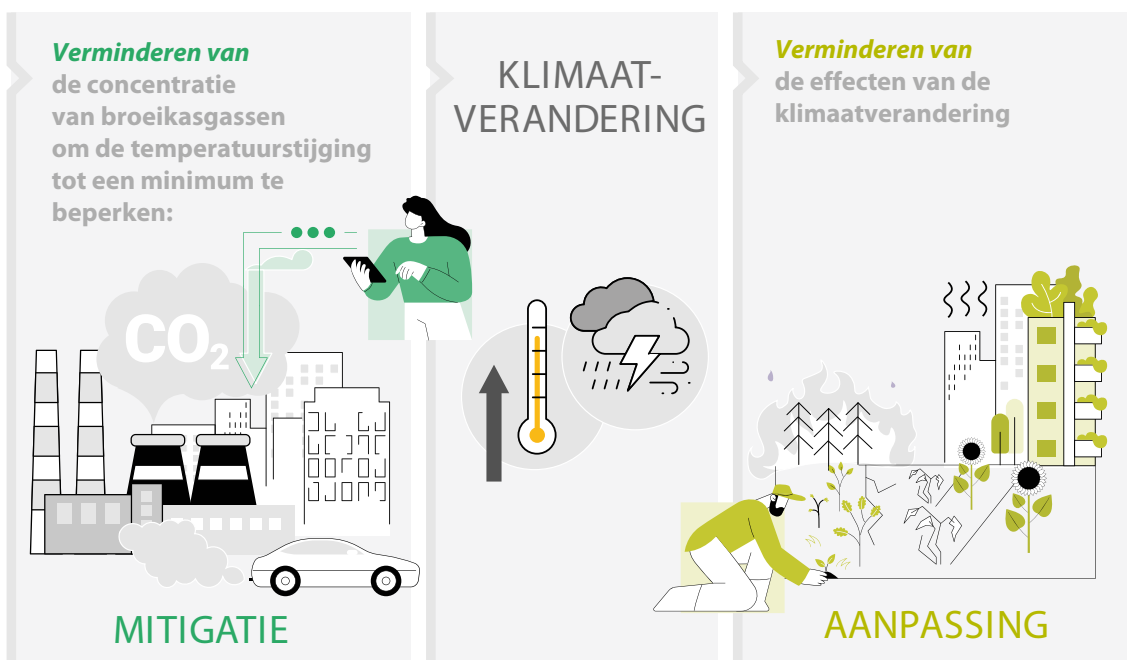 Verminderen van
de concentratie
van broeikasgassen
om de temperatuurstijging
tot een minimum te
beperken:
CO₂
MITIGATIE
KLIMAAT-
VERANDERING
Verminderen van
de effecten van de
klimaatverandering
AANPASSING